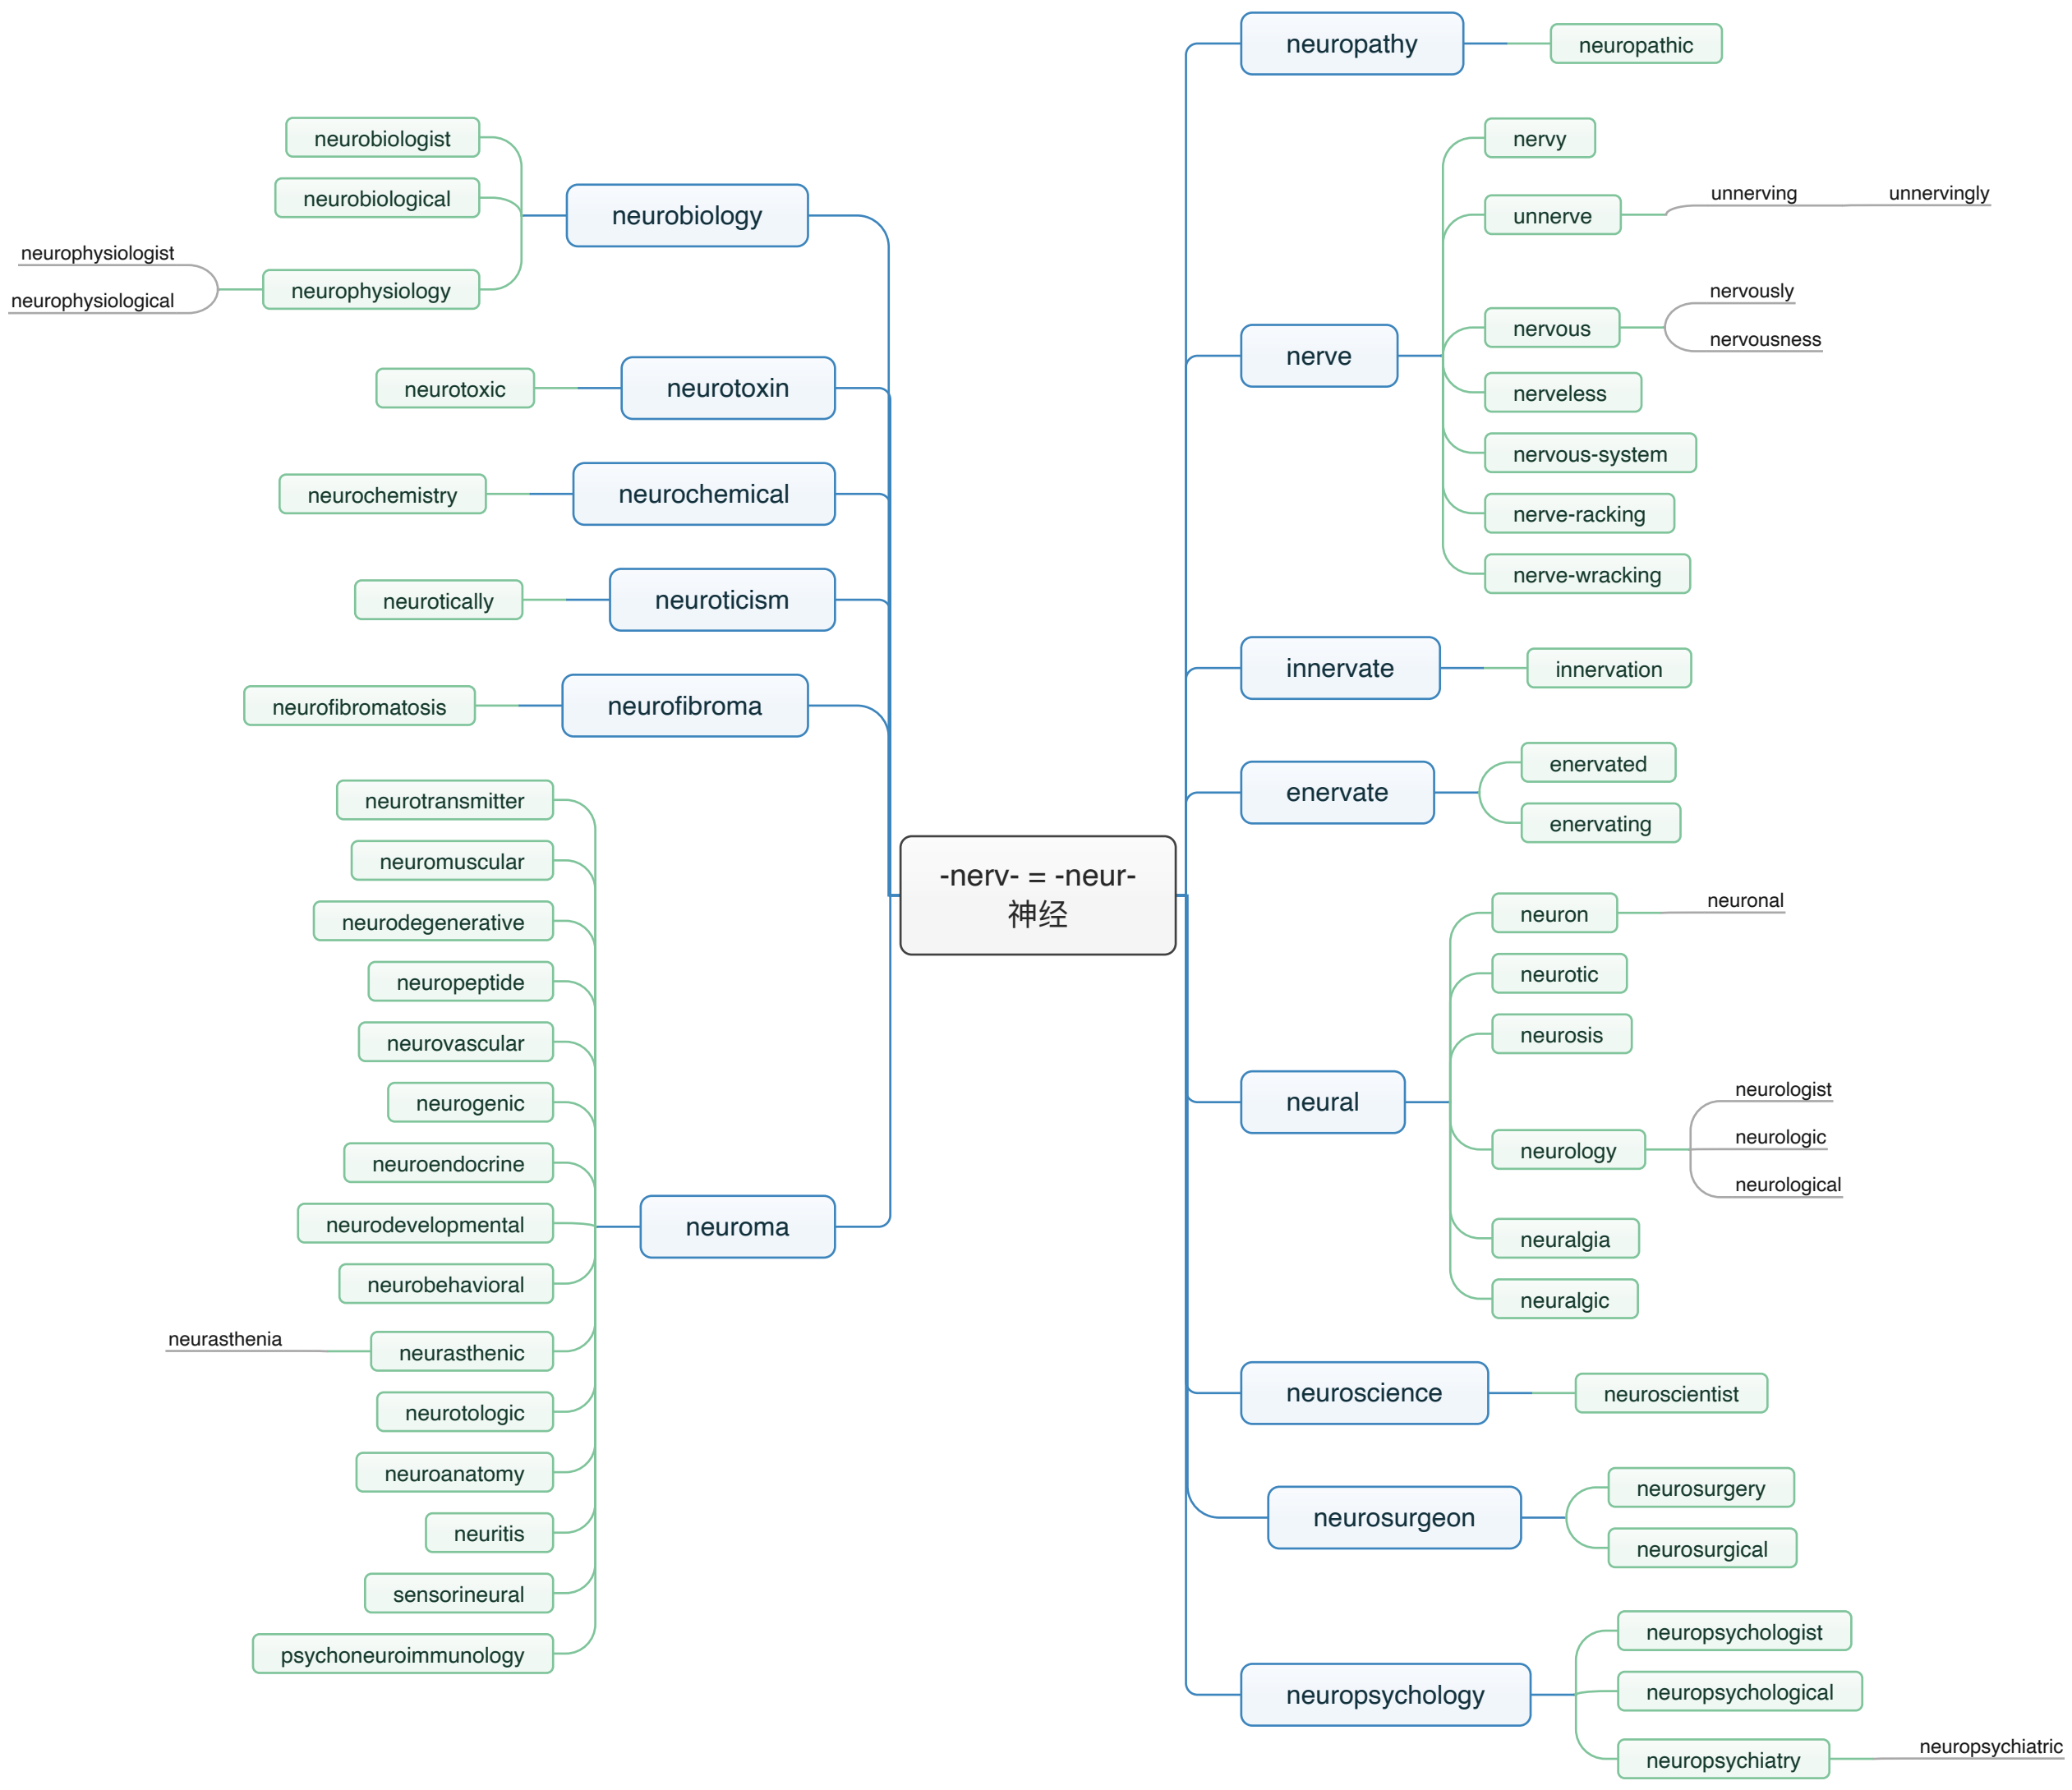 -nerv- = -neur-
神经
neuropathy
neuropathic
nerve
nervy
unnerve
unnerving
unnervingly
nervous
nervously
nervousness
nerveless
nervous-system
nerve-racking
nerve-wracking
innervate
innervation
enervate
enervated
enervating
neural
neuron
neuronal
neurotic
neurosis
neurology
neurologist
neurologic
neurological
neuralgia
neuralgic
neuroscience
neuroscientist
neurosurgeon
neurosurgery
neurosurgical
neuropsychology
neuropsychologist
neuropsychological
neuropsychiatry
neuropsychiatric
neurobiology
neurobiologist
neurobiological
neurophysiology
neurophysiologist
neurophysiological
neurotoxin
neurotoxic
neurochemical
neurochemistry
neuroticism
neurotically
neurofibroma
neurofibromatosis
neuroma
neurotransmitter
neuromuscular
neurodegenerative
neuropeptide
neurovascular
neurogenic
neuroendocrine
neurodevelopmental
neurobehavioral
neurasthenic
neurasthenia
neurotologic
neuroanatomy
neuritis
sensorineural
psychoneuroimmunology